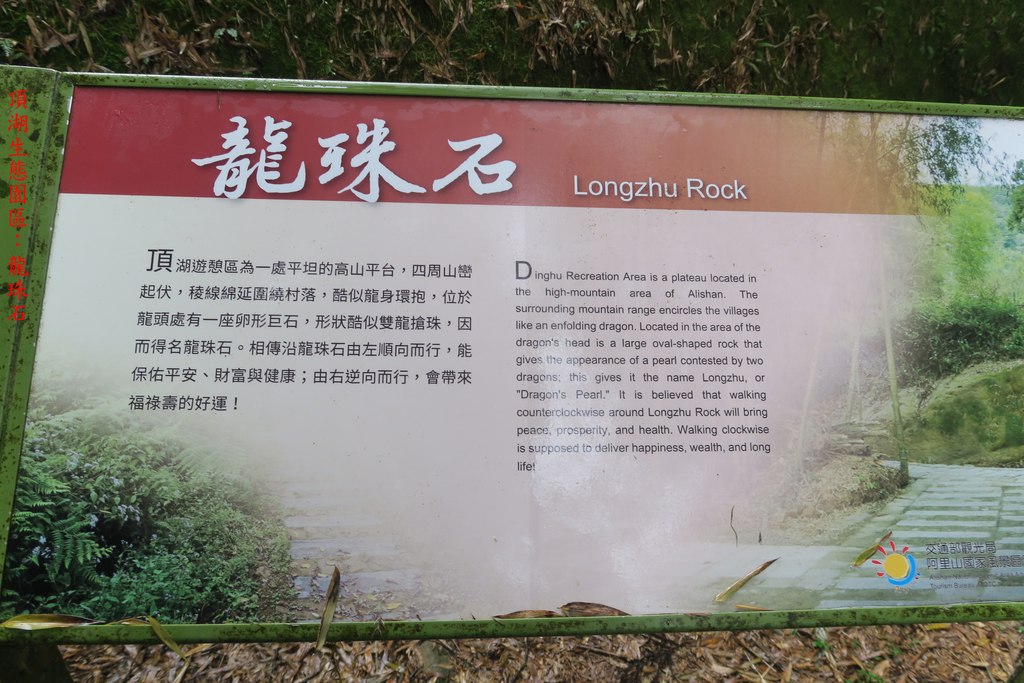 頂湖生態園區：龍珠石
龍珠石
Longzhu Rock
頂湖遊憩區為一處平坦的高山平台，四周山巒
起伏，稜線綿延圍繞村落，酷似龍身環抱，位於
龍頭處有一座卵形巨石，形狀酷似雙龍搶珠，因
而得名龍珠石。相傳沿龍珠石由左順向而行，能
保佑平安、財富與健康；由右逆向而行，會帶來
福祿壽的好運！
Dinghu Recreation Area is a plateau located in
the high-mountain area of Alishan. The
surrounding mountain range encircles the villages
like an enfolding dragon. Located in the area of the
dragon's head is a large oval-shaped rock that
gives the appearance of a pearl contested by two
dragons; this gives it the name Longzhu, or
"Dragon's Pearl." It is believed that walking
counterclockwise around Longzhu Rock will bring
peace, prosperity, and health. Walking clockwise
is supposed to deliver happiness, wealth, and long
life!
交通部觀光局
阿里山國家風景區
Tourism Bureau